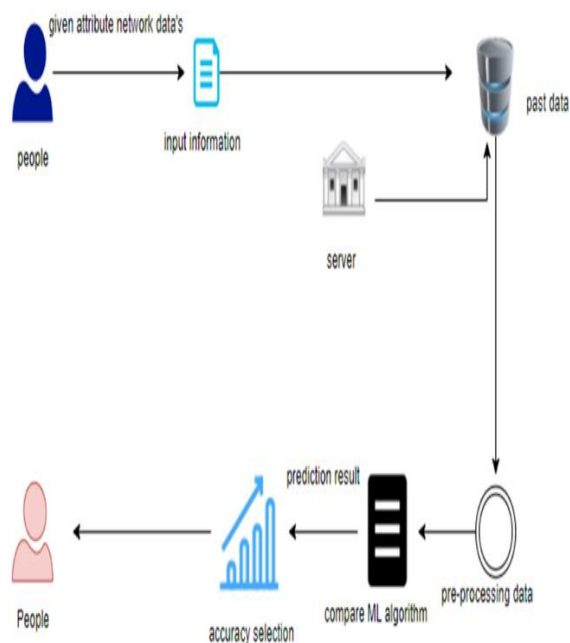 given attribute network data's
people
input information
past data
server
prediction result
People
accuracy selection
compare ML algorithm
pre-processing data